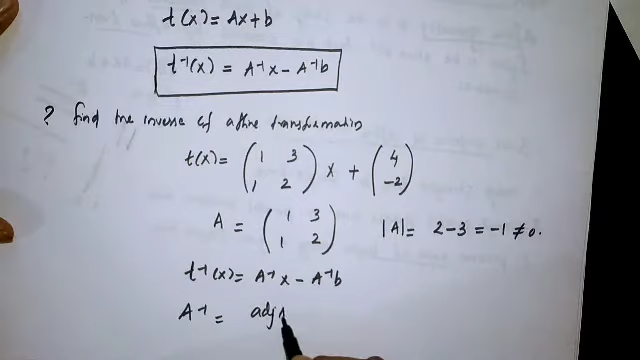 t(x) = Ax + b
t⁻¹(x) = A⁻¹x − A⁻¹b
? find the inverse of affine transformation
t(x) = (1 3 1 2) x + (4 −2)
A = (1 3 1 2) |A| = 2 − 3 = −1 ≠ 0.
t⁻¹(x) = A⁻¹x − A⁻¹b
A⁻¹ = adj